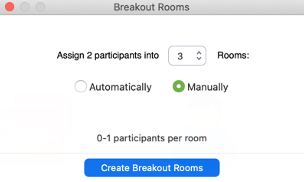 Breakout Rooms
Assign 2 participants into 3 Rooms:
Automatically Manually
0-1 participants per room
Create Breakout Rooms